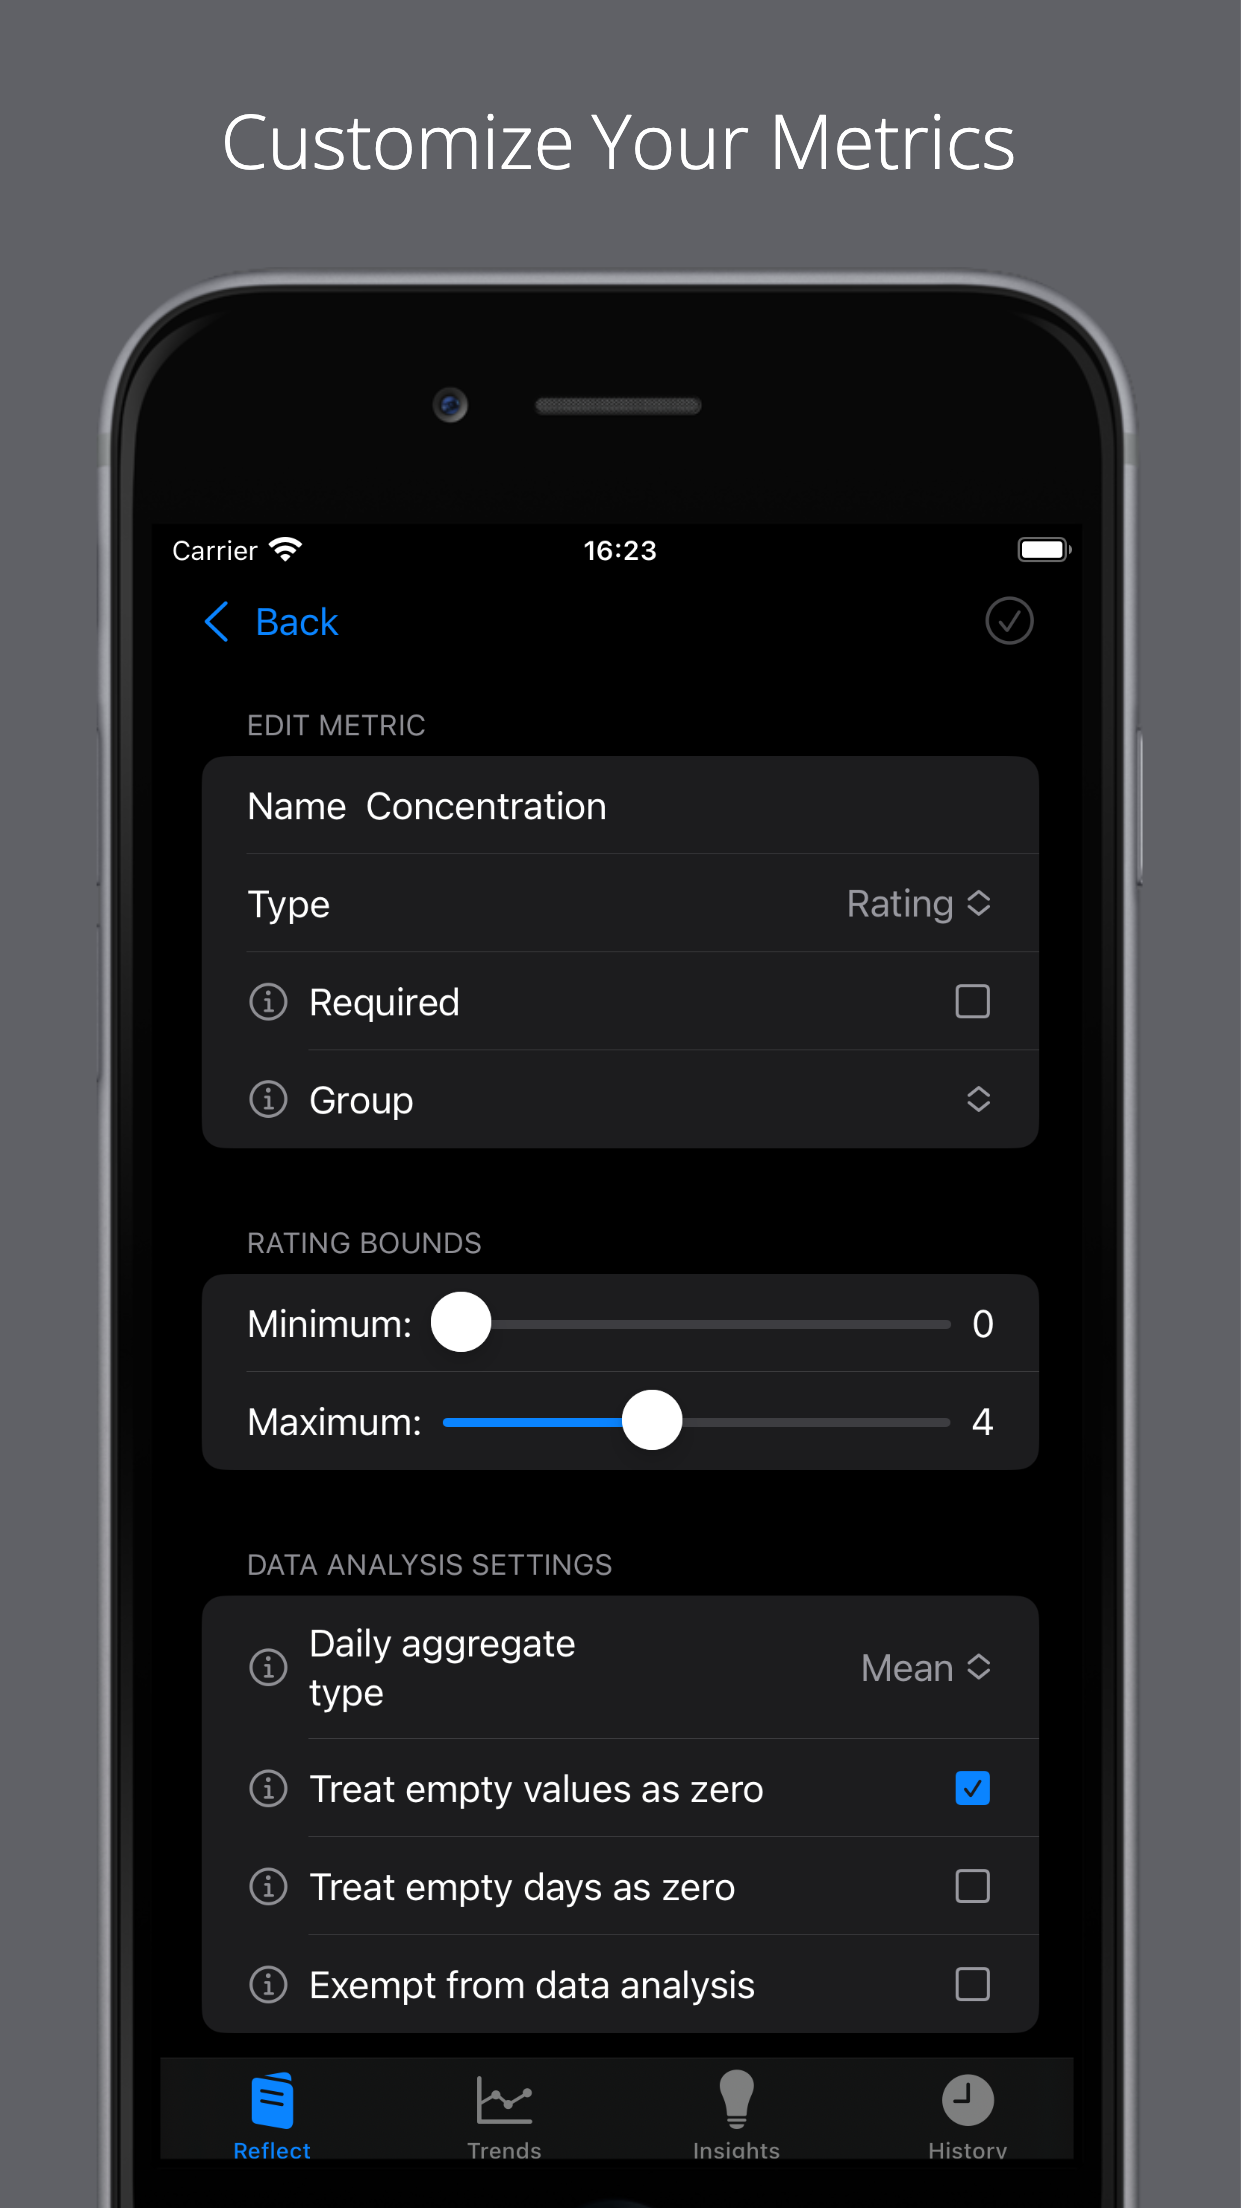 Customize Your Metrics
Carrier 16:23
Back
EDIT METRIC
Name Concentration
Type Rating
Required
Group
RATING BOUNDS
Minimum: 0
Maximum: 4
DATA ANALYSIS SETTINGS
Daily aggregate
type Mean
Treat empty values as zero
Treat empty days as zero
Exempt from data analysis
Reflect Trends Insights History